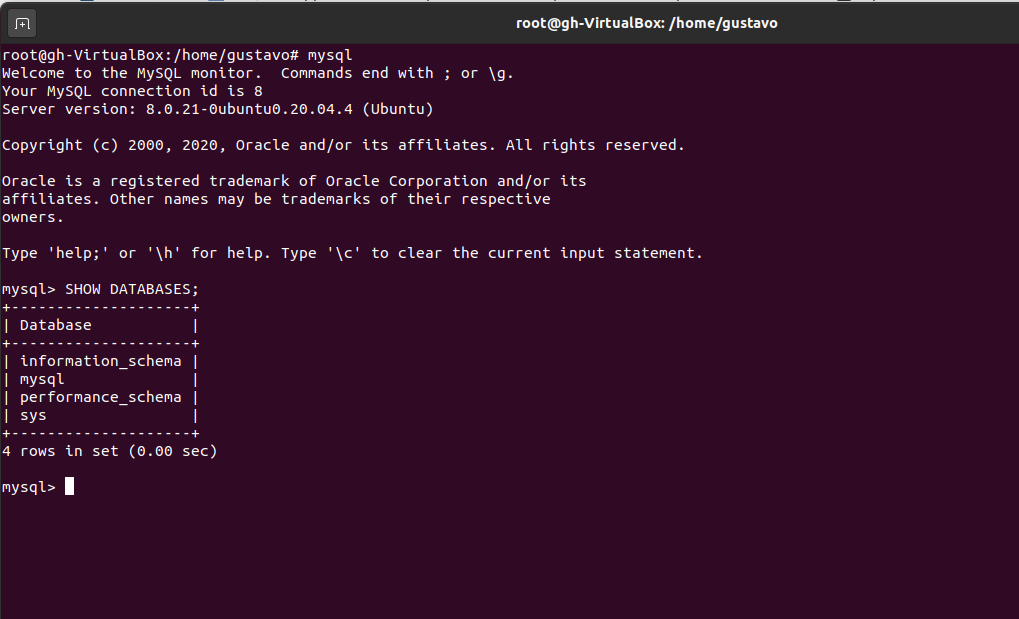 root@gh-VirtualBox: /home/gustavo
root@gh-VirtualBox:/home/gustavo# mysql
Welcome to the MySQL monitor.  Commands end with ; or \g.
Your MySQL connection id is 8
Server version: 8.0.21-0ubuntu0.20.04.4 (Ubuntu)
Copyright (c) 2000, 2020, Oracle and/or its affiliates. All rights reserved.
Oracle is a registered trademark of Oracle Corporation and/or its
affiliates. Other names may be trademarks of their respective
owners.
Type 'help;' or '\h' for help. Type '\c' to clear the current input statement.
mysql> SHOW DATABASES;
+--------------------+
| Database           |
+--------------------+
| information_schema |
| mysql              |
| performance_schema |
| sys                |
+--------------------+
4 rows in set (0.00 sec)
mysql>